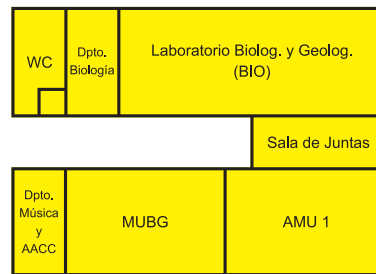 WC
Dpto.
Biología
Laboratorio Biolog. y Geolog.
(BIO)
Sala de Juntas
Dpto.
Música
y
AACC
MUBG
AMU 1